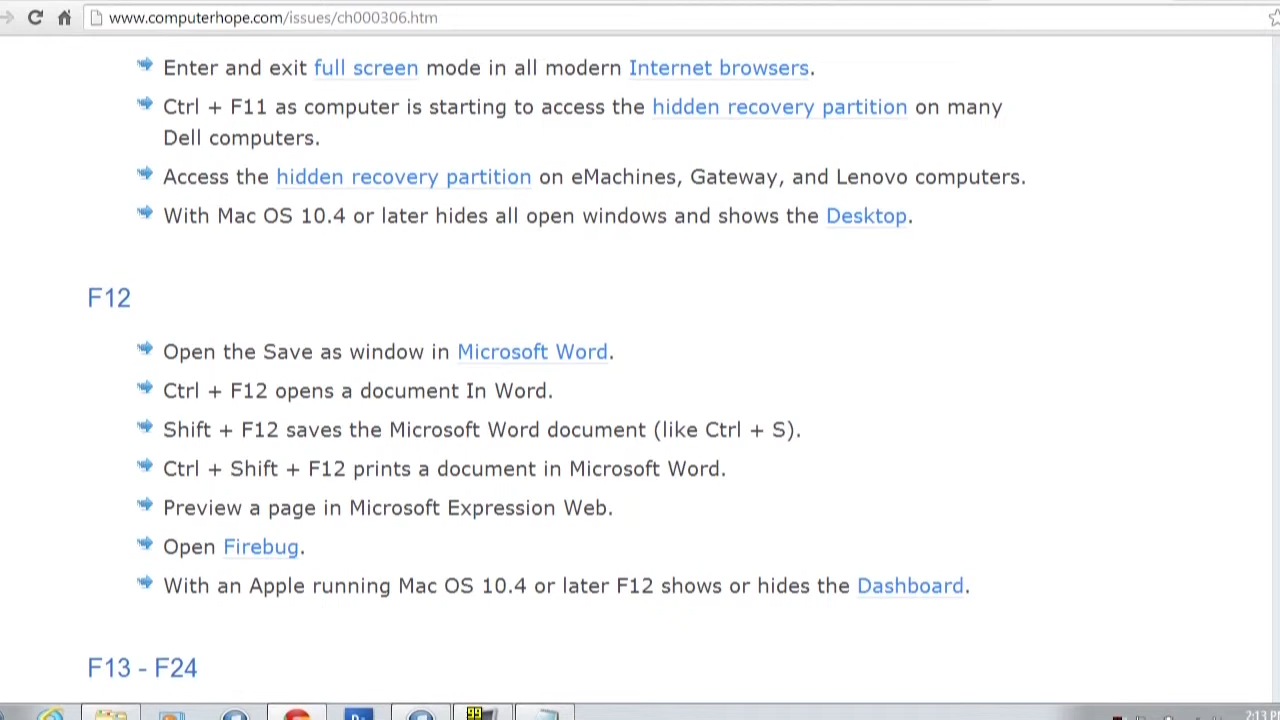 www.computerhope.com/issues/ch000306.htm
Enter and exit full screen mode in all modern Internet browsers.
Ctrl + F11 as computer is starting to access the hidden recovery partition on many
Dell computers.
Access the hidden recovery partition on eMachines, Gateway, and Lenovo computers.
With Mac OS 10.4 or later hides all open windows and shows the Desktop.
F12
Open the Save as window in Microsoft Word.
Ctrl + F12 opens a document In Word.
Shift + F12 saves the Microsoft Word document (like Ctrl + S).
Ctrl + Shift + F12 prints a document in Microsoft Word.
Preview a page in Microsoft Expression Web.
Open Firebug.
With an Apple running Mac OS 10.4 or later F12 shows or hides the Dashboard.
F13 - F24
99
2:13 P